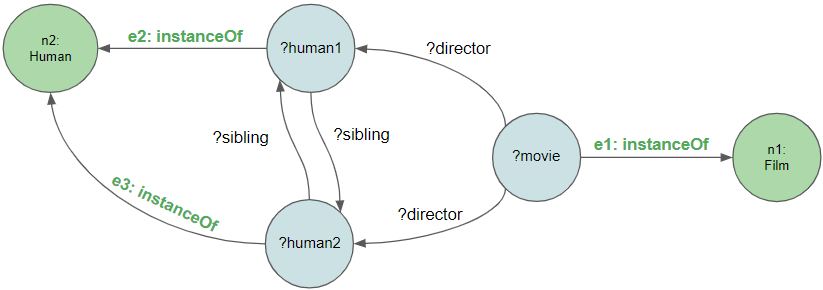 n2:
Human
e2: instanceOf
?human1
?director
?sibling
?sibling
?movie
e1: instanceOf
n1:
Film
e3: instanceOf
?director
?human2